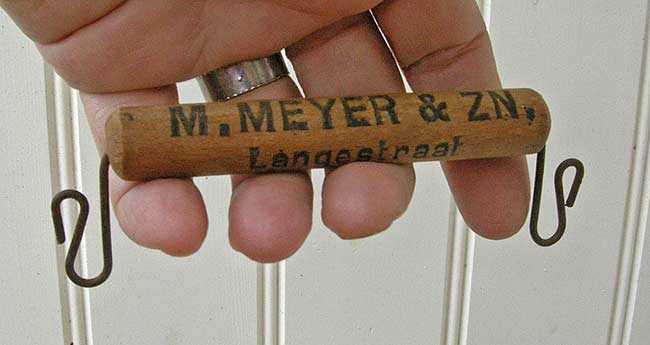 M. MEYER & ZN,
Langestraat